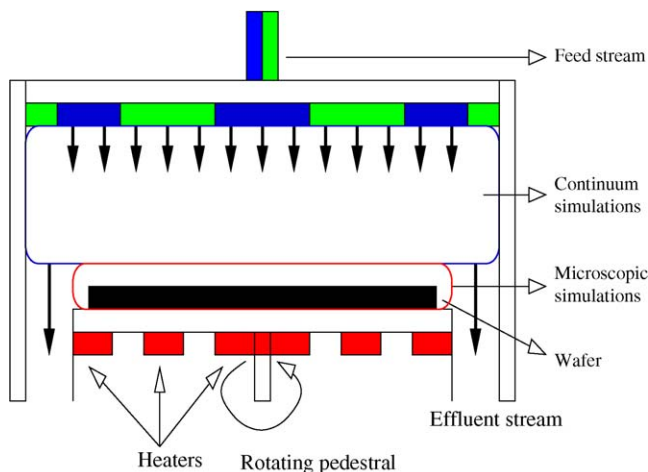 Feed stream
Continuum
simulations
Microscopic
simulations
Wafer
Effluent stream
Heaters
Rotating pedestral